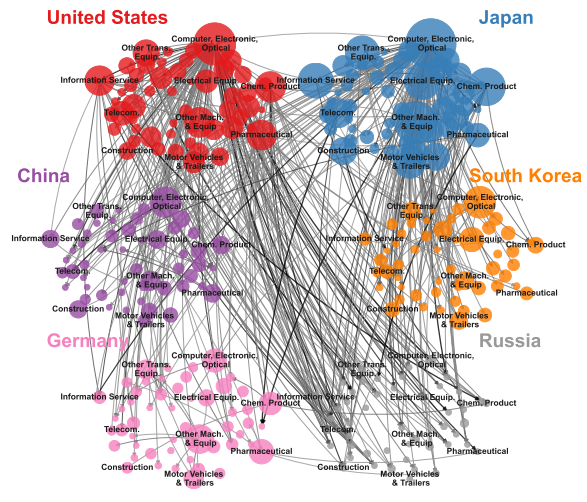 United States
Computer, Electronic,
Optical
Other Trans.
Equip.
Information Service
Electrical Equip.
Chem. Product
Telecom.
Other Mach.
& Equip
Pharmaceutical
Construction
Motor Vehicles
& Trailers
Japan
Computer, Electronic,
Optical
Other Trans.
Equip.
Information Service
Electrical Equip.
Chem. Product
Telecom.
Other Mach.
& Equip
Pharmaceutical
Construction
Motor Vehicles
& Trailers
China
Computer, Electronic,
Optical
Other Trans.
Equip.
Information Service
Electrical Equip.
Chem. Product
Telecom.
Other Mach.
& Equip
Pharmaceutical
Construction
Motor Vehicles
& Trailers
South Korea
Computer, Electronic,
Optical
Other Trans.
Equip.
Information Service
Electrical Equip.
Chem. Product
Telecom.
Other Mach.
& Equip
Pharmaceutical
Construction
Motor Vehicles
& Trailers
Germany
Computer, Electronic,
Optical
Other Trans.
Equip.
Information Service
Electrical Equip.
Chem. Product
Telecom.
Other Mach.
& Equip
Pharmaceutical
Construction
Motor Vehicles
& Trailers
Russia
Computer, Electronic,
Optical
Other Trans.
Equip.
Information Service
Electrical Equip.
Chem. Product
Telecom.
Other Mach.
& Equip
Pharmaceutical
Construction
Motor Vehicles
& Trailers